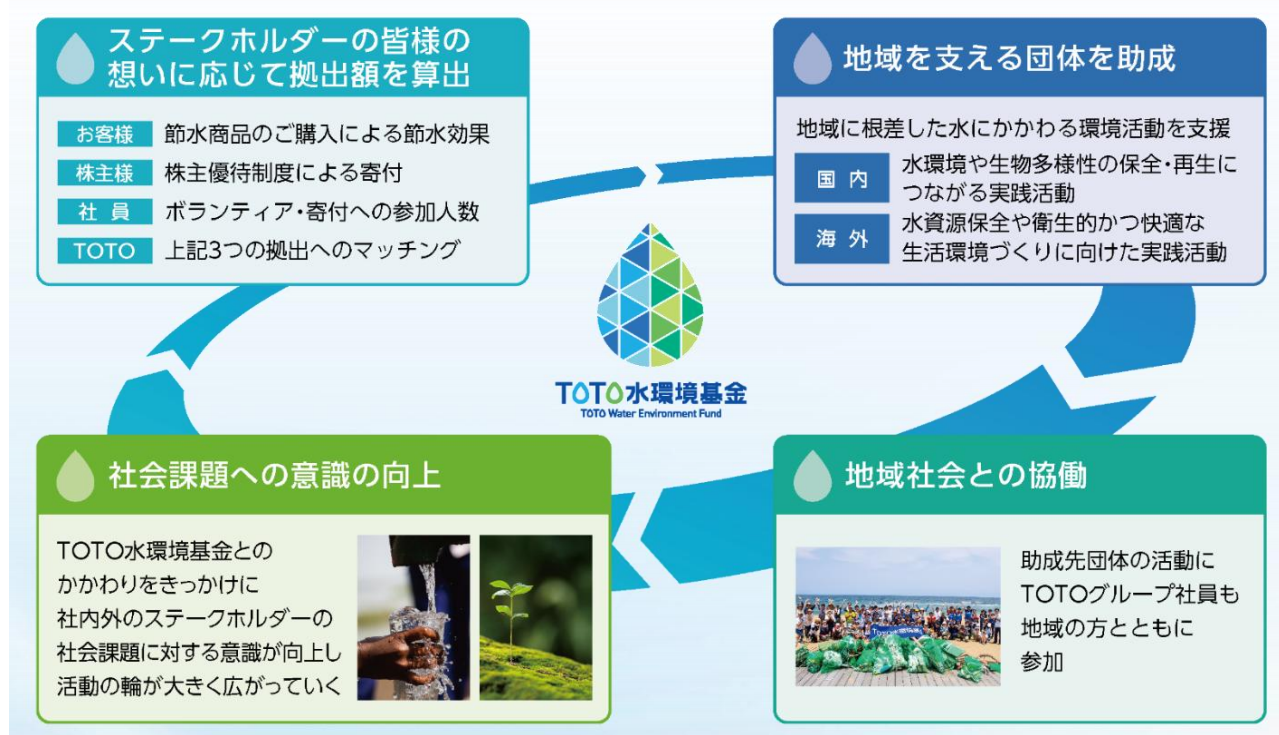 ステークホルダーの皆様の
想いに応じて拠出額を算出
お客様 節水商品のご購入による節水効果
株主様 株主優待制度による寄付
社員 ボランティア・寄付への参加人数
TOTO 上記3つの拠出へのマッチング
地域を支える団体を助成
地域に根差した水にかかわる環境活動を支援
国内 水環境や生物多様性の保全・再生に
つながる実践活動
海外 水資源保全や衛生的かつ快適な
生活環境づくりに向けた実践活動
TOTO水環境基金
TOTO Water Environment Fund
社会課題への意識の向上
TOTO水環境基金との
かかわりをきっかけに
社内外のステークホルダーの
社会課題に対する意識が向上し
活動の輪が大きく広がっていく
地域社会との協働
助成先団体の活動に
TOTOグループ社員も
地域の方とともに
参加